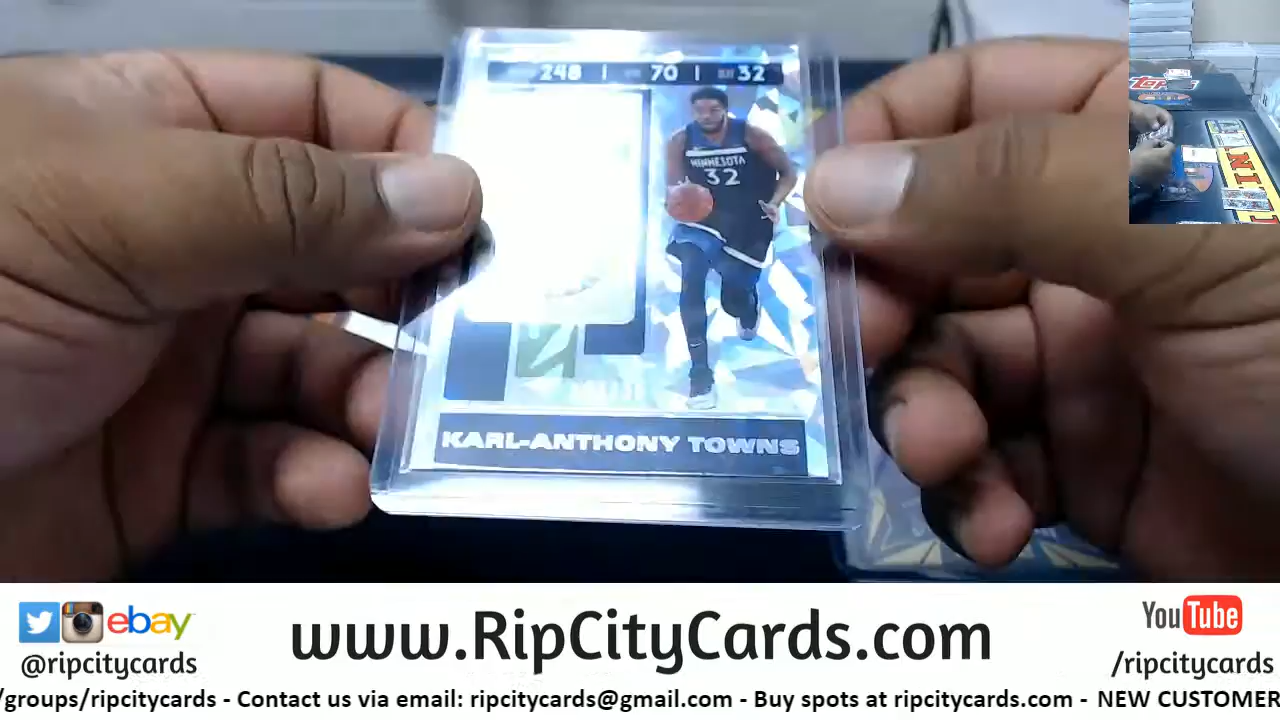 248 | 70 | 32
MINNESOTA
32
KARL-ANTHONY TOWNS
ebay
@ripcitycards
www.RipCityCards.com
YouTube
/ripcitycards
/groups/ripcitycards - Contact us via email: ripcitycards@gmail.com - Buy spots at ripcitycards.com - NEW CUSTOMER